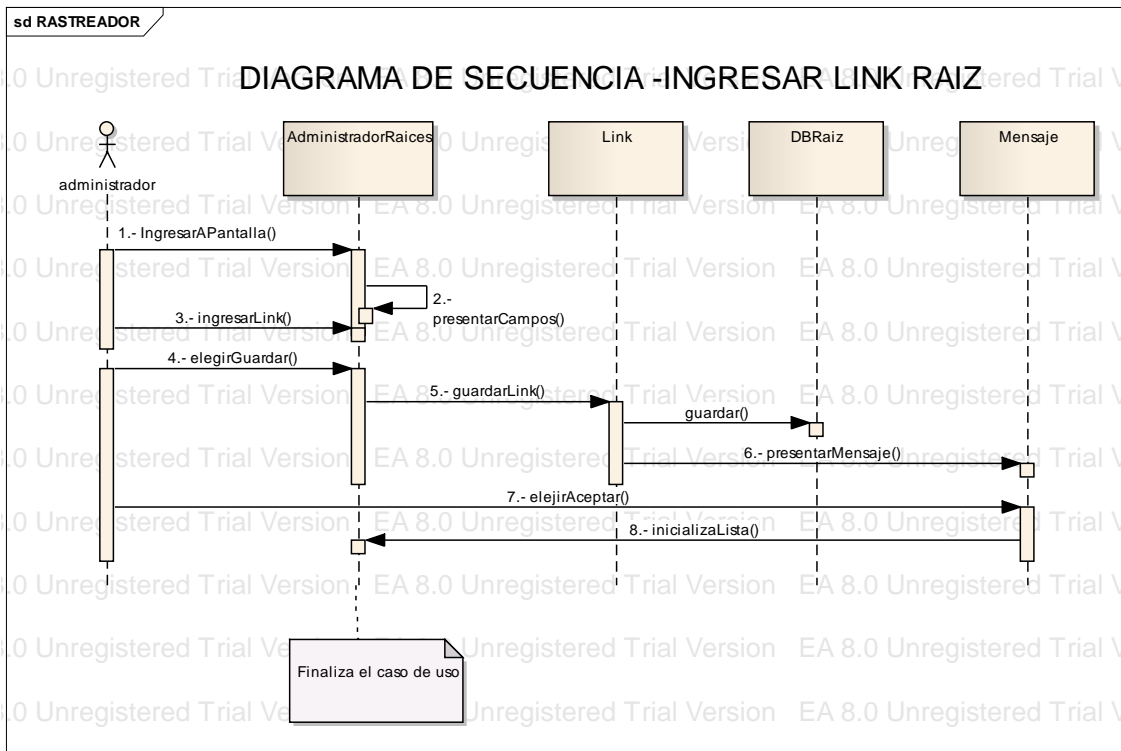 sd RASTREADOR
DIAGRAMA DE SECUENCIA -INGRESAR LINK RAIZ
administrador
AdministradorRaices
Link
DBRaiz
Mensaje
1.- IngresarAPantalla()
2.-
presentarCampos()
3.- ingresarLink()
4.- elegirGuardar()
5.- guardarLink()
guardar()
6.- presentarMensaje()
7.- elejirAceptar()
8.- inicializaLista()
Finaliza el caso de uso
EA 8.0 Unregistered Trial Version